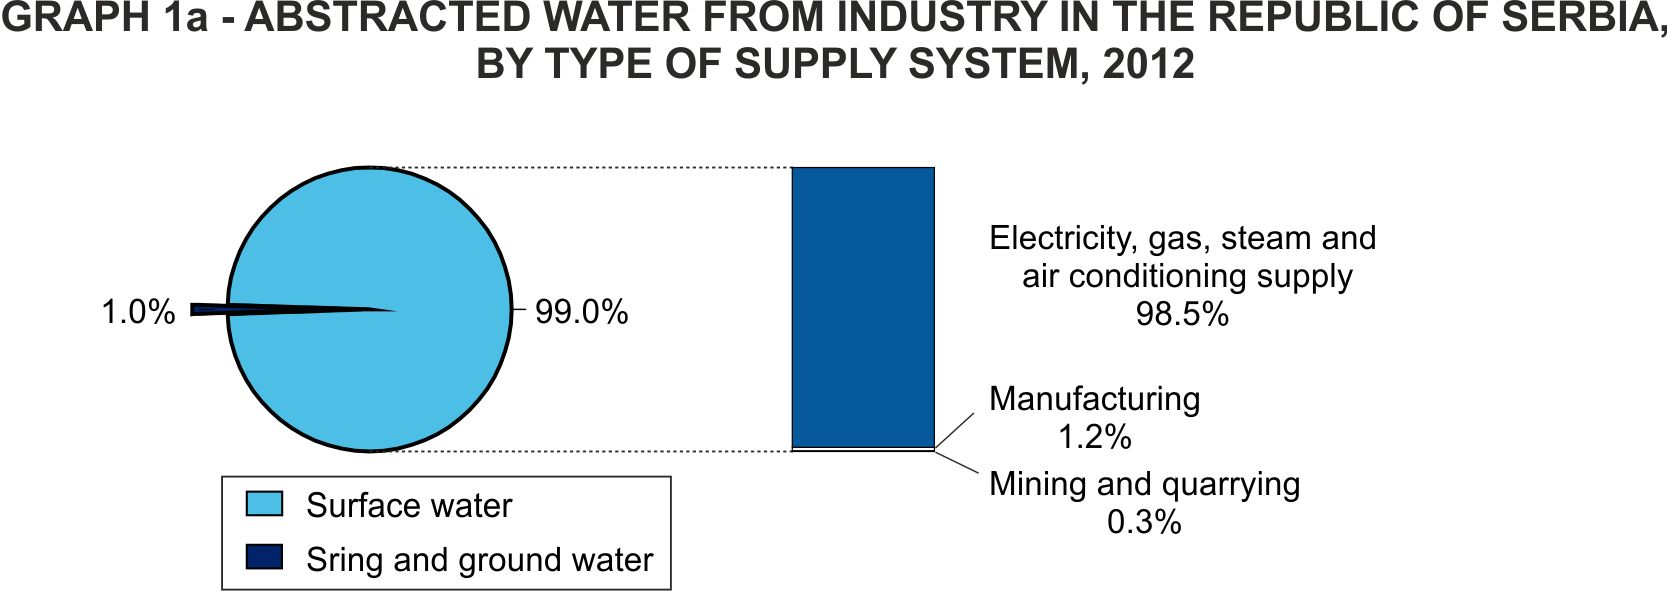 GRAPH 1a - ABSTRACTED WATER FROM INDUSTRY IN THE REPUBLIC OF SERBIA,
BY TYPE OF SUPPLY SYSTEM, 2012
1.0%
99.0%
Electricity, gas, steam and
air conditioning supply
98.5%
Manufacturing
1.2%
Mining and quarrying
0.3%
Surface water
Sring and ground water